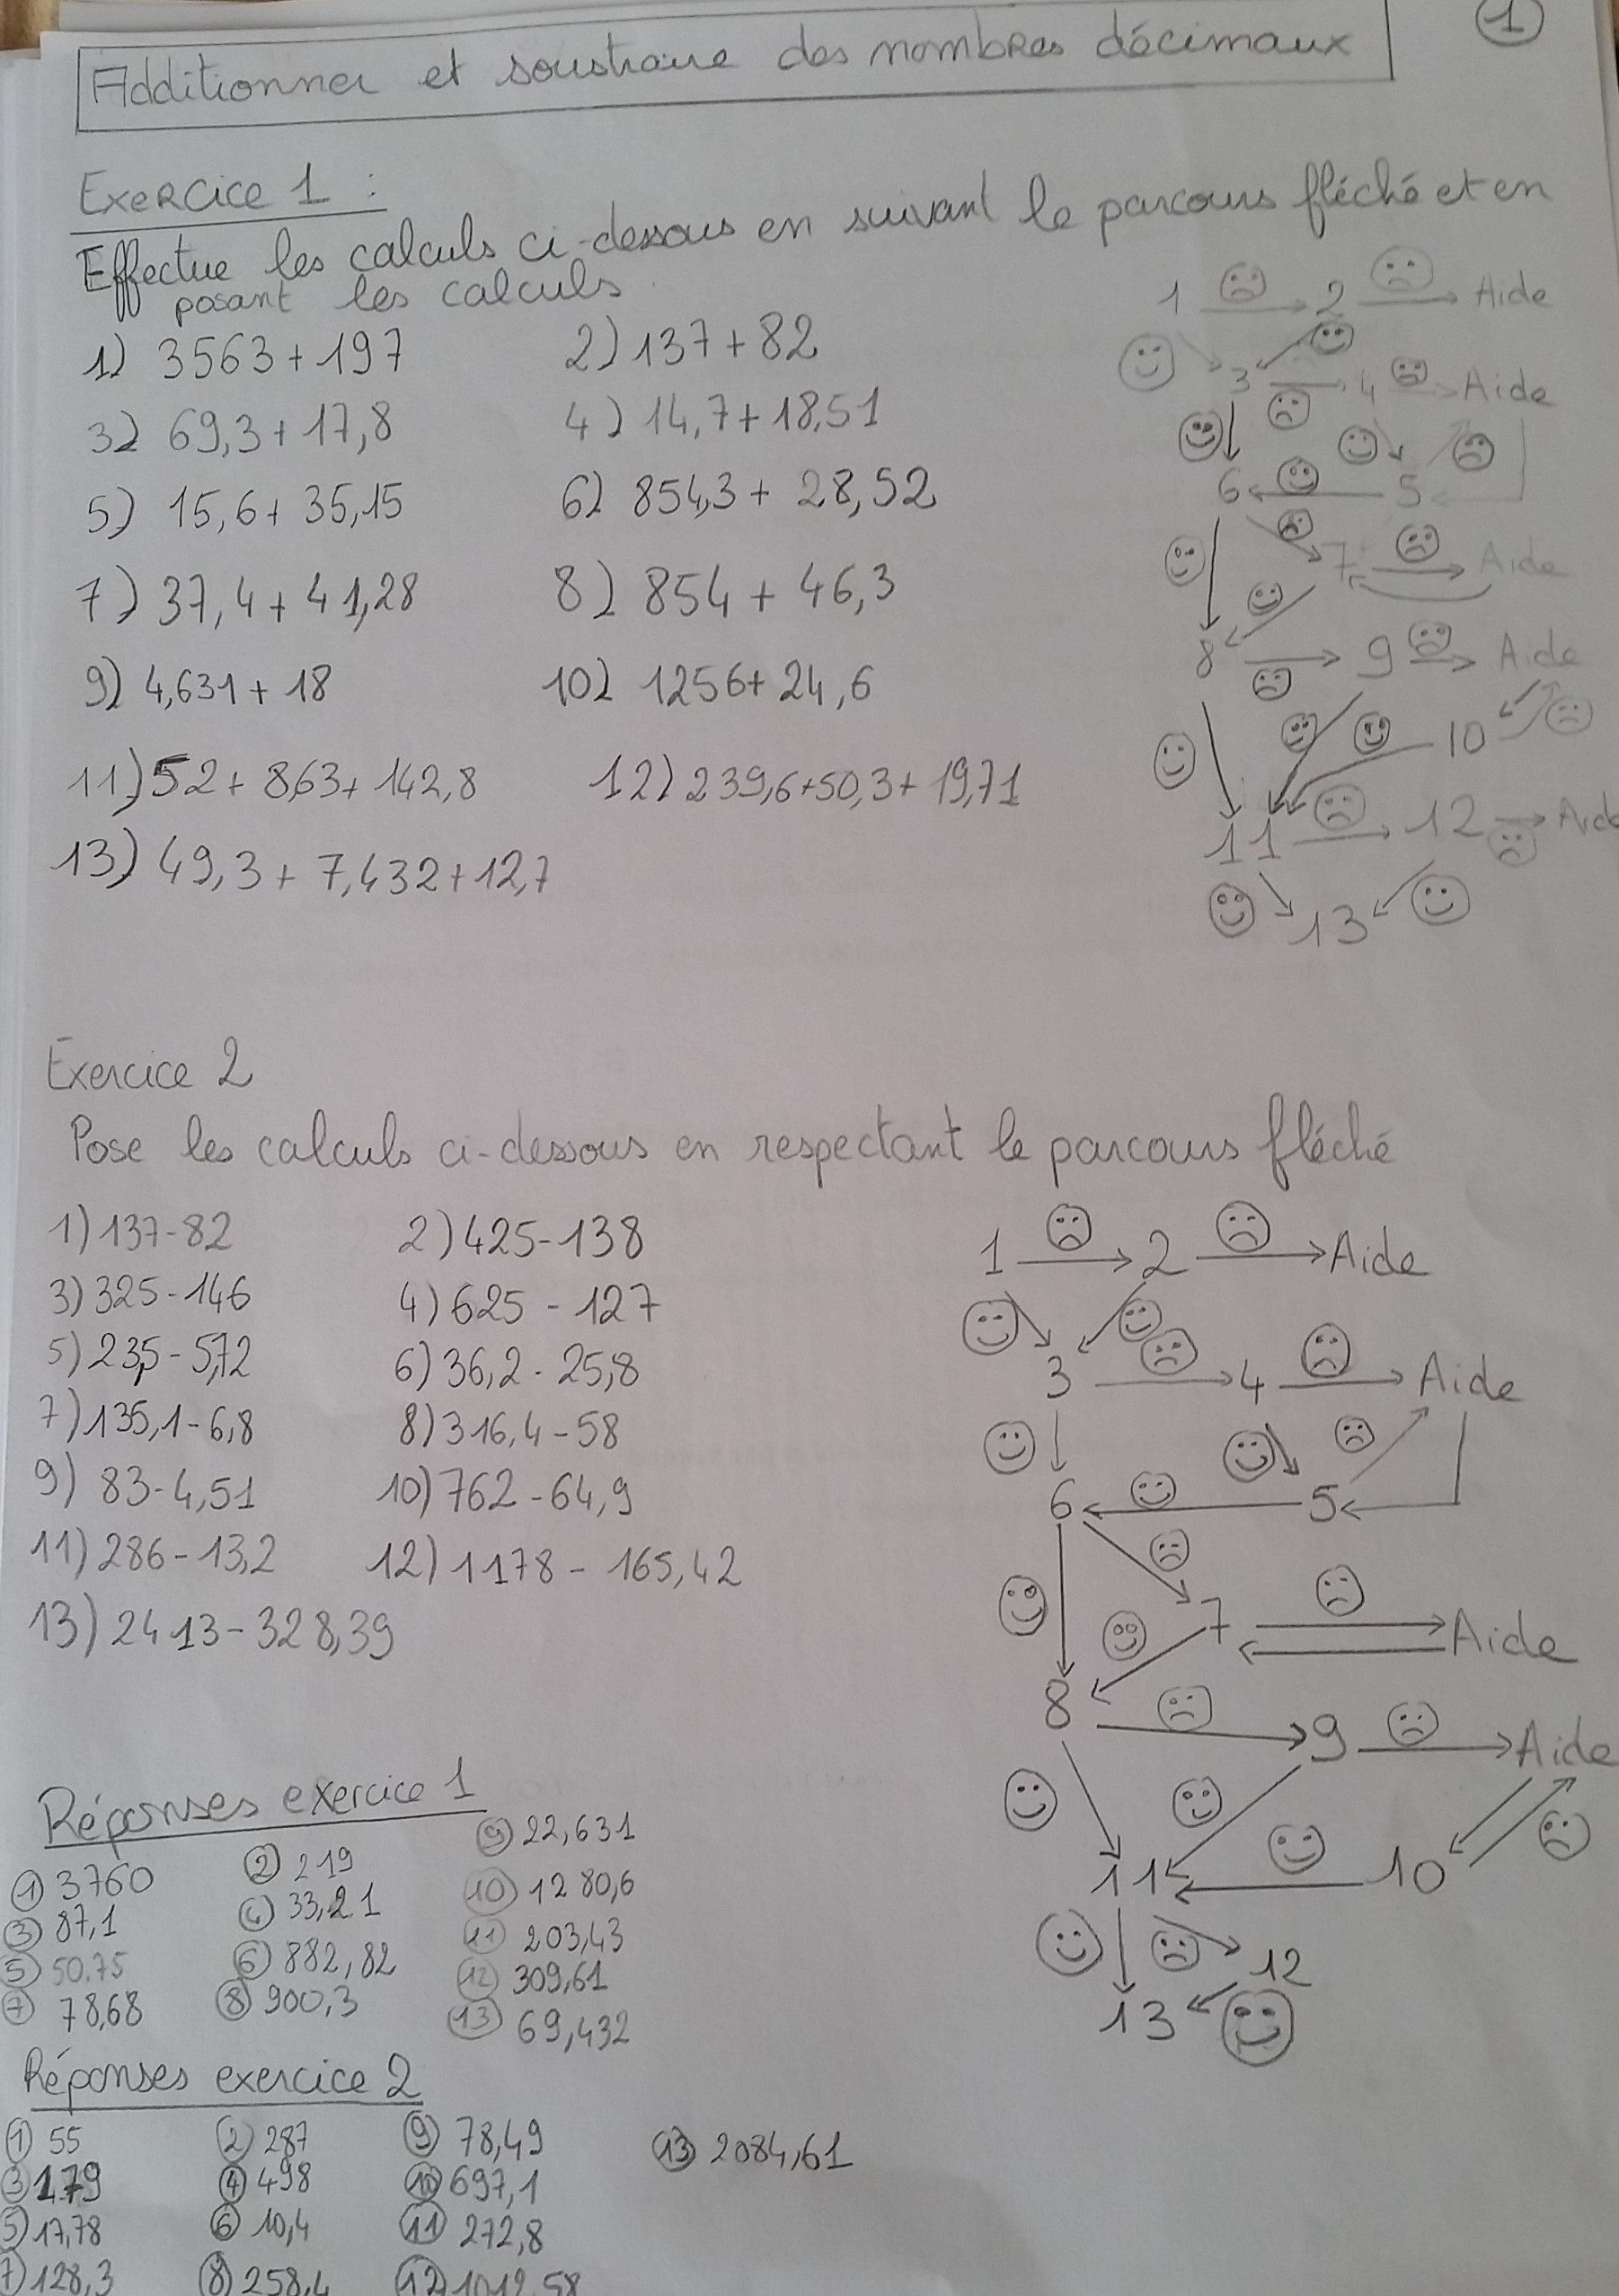 1
Additionner et soustraire des nombres décimaux
Exercice 1 :
Effectue les calculs ci-dessous en suivant le parcours fléché et en
posant les calculs
1) 3563 + 197
2) 137 + 82
3) 69,3 + 17,8
4) 14,7 + 18,51
5) 15,6 + 35,15
6) 854,3 + 28,52
7) 37,4 + 41,28
8) 854 + 46,3
9) 4,631 + 18
10) 1256 + 24,6
11) 52 + 8,63 + 142,8
12) 239,6 + 50,3 + 19,71
13) 49,3 + 7,432 + 12,7
1 2 Aide
3 4 Aide
6 5
7 Aide
8 9 Aide
10
11 12 Aide
13
Exercice 2
Pose les calculs ci-dessous en respectant le parcours fléché
1) 137 - 82
2) 425 - 138
3) 325 - 146
4) 625 - 127
5) 23,5 - 5,72
6) 36,2 - 25,8
7) 135,1 - 6,8
8) 316,4 - 58
9) 83 - 4,51
10) 762 - 64,9
11) 286 - 13,2
12) 1178 - 165,42
13) 2413 - 328,39
1 2 Aide
3 4 Aide
6 5
7 Aide
8 9 Aide
11 10
12
13
Réponses exercice 1
1 3760
2 219
3 87,1
4 33,21
5 50,75
6 882,82
7 78,68
8 900,3
9 22,631
10 1280,6
11 203,43
12 309,61
13 69,432
Réponses exercice 2
1 55
2 287
3 179
4 498
5 17,78
6 10,4
7 128,3
8 258,4
9 78,49
10 697,1
11 272,8
12 1012,58
13 2084,61